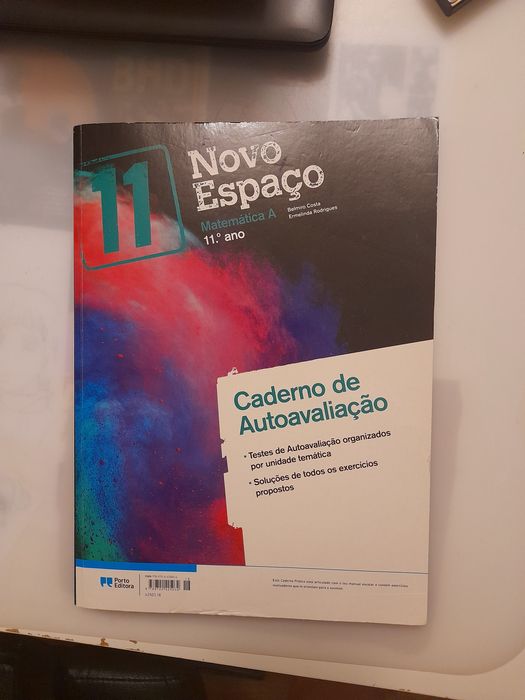 11
Novo
Espaço
Matemática A
11.º ano
Belmiro Costa
Ermelinda Rodrigues
Caderno de
Autoavaliação
• Testes de Autoavaliação organizados
por unidade temática
• Soluções de todos os exercícios
propostos
Porto
Editora